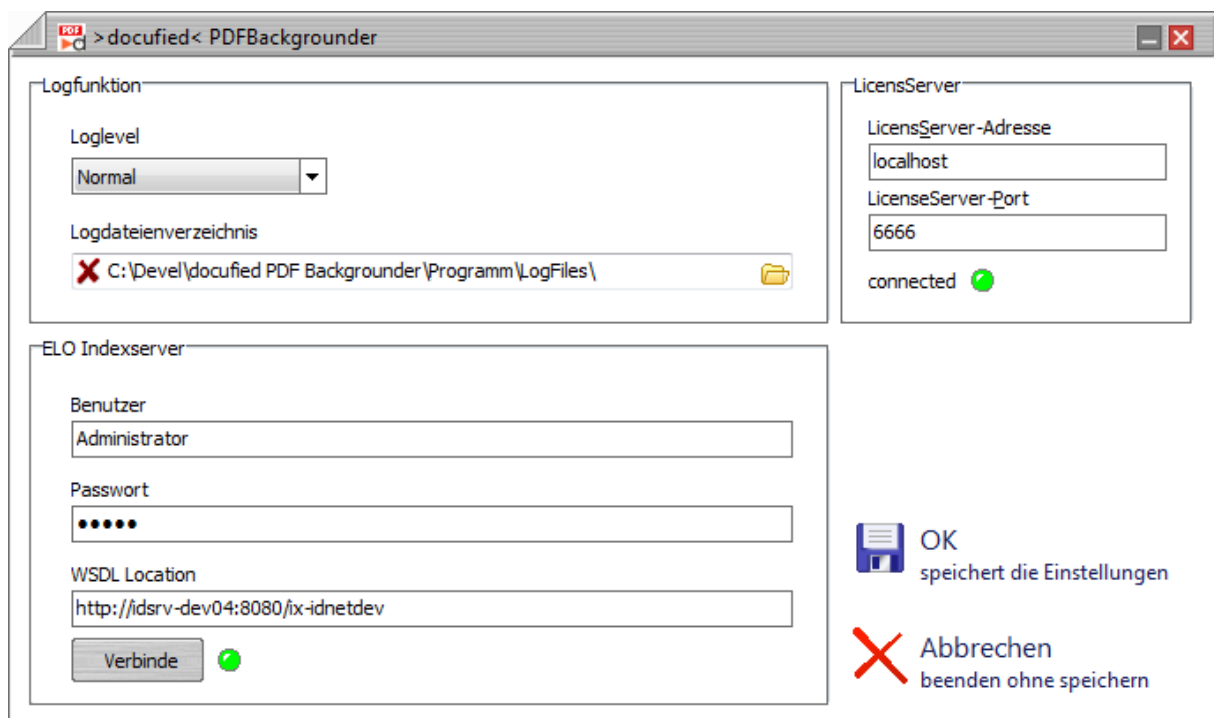 PDF
>docufied< PDFBackgrounder
Logfunktion
Loglevel
Normal
Logdateienverzeichnis
C:\Devel\docufied PDF Backgrounder\Programm\LogFiles\
LicensServer
LicensServer-Adresse
localhost
LicenseServer-Port
6666
connected
ELO Indexserver
Benutzer
Administrator
Passwort
•••••
WSDL Location
http://idsrv-dev04:8080/ix-idnetdev
Verbinde
OK
speichert die Einstellungen
Abbrechen
beenden ohne speichern